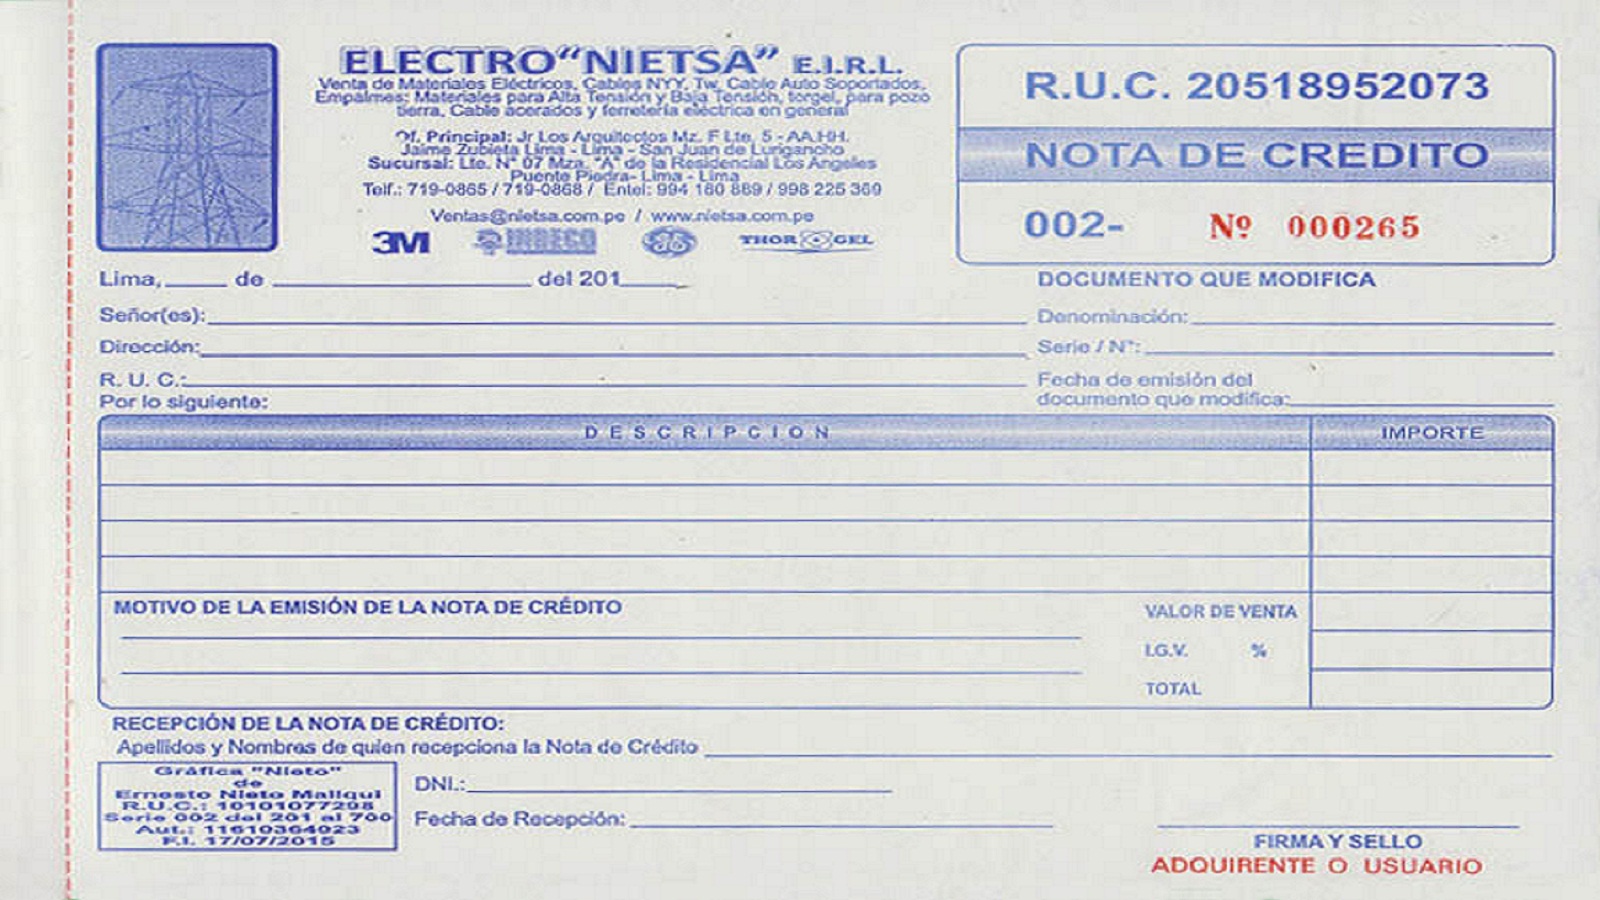 ELECTRO "NIETSA" E.I.R.L.
Venta de Materiales Eléctricos, Cables NYY, Tw, Cable Auto Soportados,
Empalmes; Materiales para Alta Tensión y Baja Tensión, torgel, para pozo
tierra, Cable acerados y ferretería eléctrica en general
Of. Principal: Jr Los Arquitectos Mz. F Lte. 5 - AA.HH.
Jaime Zubieta Lima - Lima - San Juan de Lurigancho
Sucursal: Lte. N° 07 Mza. "A" de la Residencial Los Angeles
Puente Piedra- Lima - Lima
Telf.: 719-0865 / 719-0868 / Entel: 994 180 889 / 998 225 369
Ventas@nietsa.com.pe / www.nietsa.com.pe
3M INDECO GE THOR GEL
R.U.C. 20518952073
NOTA DE CREDITO
002- Nº 000265
Lima,_____ de ____________________ del 201_____
Señor(es):
Dirección:
R. U. C.:
Por lo siguiente:
DOCUMENTO QUE MODIFICA
Denominación:
Serie / N°:
Fecha de emisión del
documento que modifica:
DESCRIPCION IMPORTE
MOTIVO DE LA EMISIÓN DE LA NOTA DE CRÉDITO
VALOR DE VENTA
I.G.V. %
TOTAL
RECEPCIÓN DE LA NOTA DE CRÉDITO:
Apellidos y Nombres de quien recepciona la Nota de Crédito
Gráfica "Nieto"
de
Ernesto Nieto Mallqui
R.U.C.: 10101077298
Serie 002 del 201 al 700
Aut.: 11610364023
F.I. 17/07/2015
DNI.:
Fecha de Recepción:
FIRMA Y SELLO
ADQUIRENTE O USUARIO